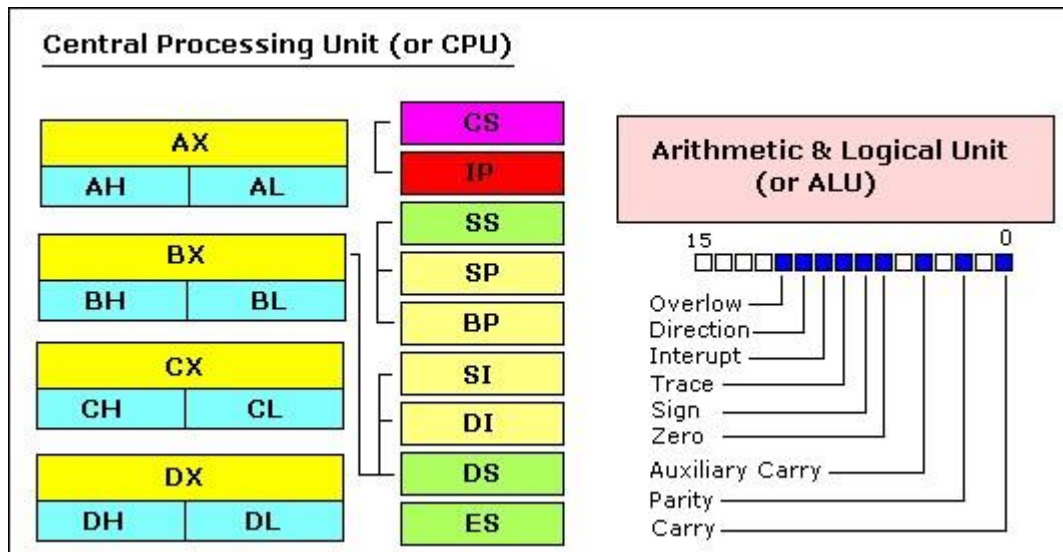 Central Processing Unit (or CPU)
AX
AH AL
BX
BH BL
CX
CH CL
DX
DH DL
CS
IP
SS
SP
BP
SI
DI
DS
ES
Arithmetic & Logical Unit
(or ALU)
15 0
Overlow
Direction
Interupt
Trace
Sign
Zero
Auxiliary Carry
Parity
Carry